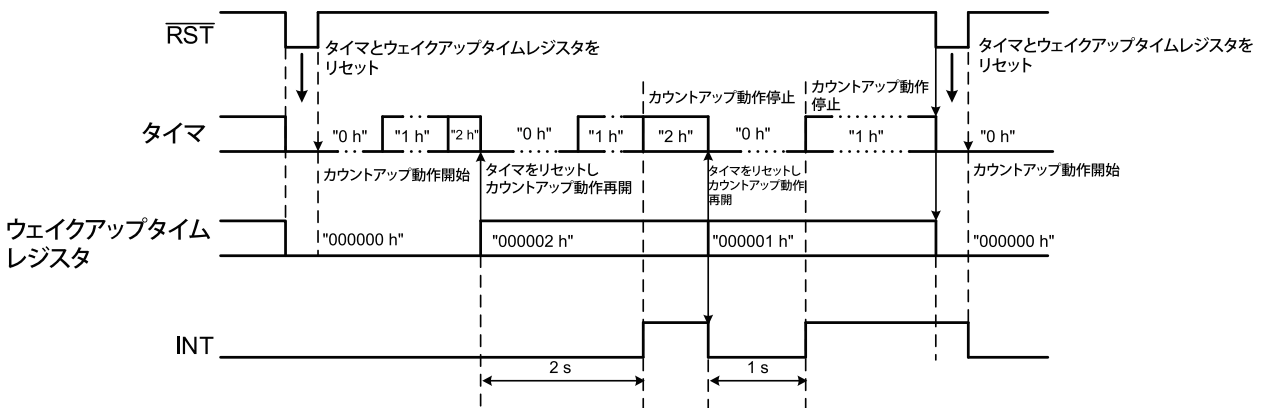 RST
タイマとウェイクアップタイムレジスタを
リセット
タイマとウェイクアップタイムレジスタを
リセット
カウントアップ動作停止
カウントアップ動作
停止
タイマ
"0 h"
"1 h"
"2 h"
"0 h"
"1 h"
"2 h"
"0 h"
"1 h"
"0 h"
カウントアップ動作開始
タイマをリセットし
カウントアップ動作再開
タイマをリセットし
カウントアップ動作
再開
カウントアップ動作開始
ウェイクアップタイム
レジスタ
"000000 h"
"000002 h"
"000001 h"
"000000 h"
INT
2 s
1 s